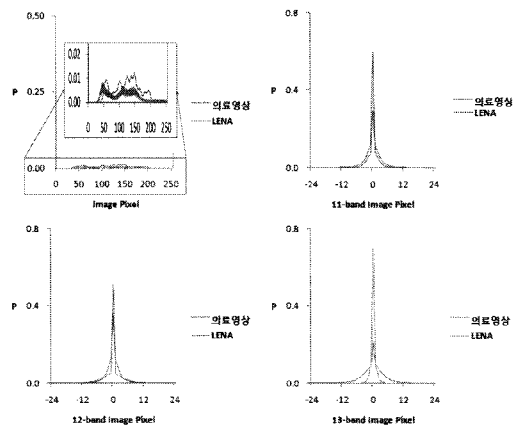 0.50
P
0.25
0.00
0.02
0.01
0.00
0 50 100 150 200 250
의료영상
LENA
0 50 100 150 200 250
Image Pixel
0.8
P
0.4
0.0
-24 -12 0 12 24
의료영상
LENA
11-band Image Pixel
0.8
P
0.4
0.0
-24 -12 0 12 24
의료영상
LENA
12-band Image Pixel
0.8
P
0.4
0.0
-24 -12 0 12 24
의료영상
LENA
13-band Image Pixel